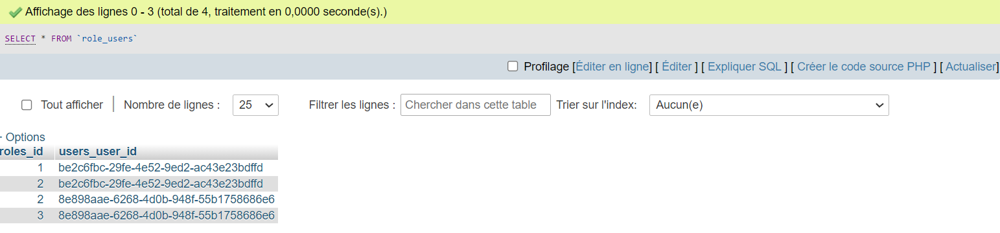 Affichage des lignes 0 - 3 (total de 4, traitement en 0,0000 seconde(s).)
SELECT * FROM `role_users`
Profilage [Éditer en ligne] [ Éditer ] [ Expliquer SQL ] [ Créer le code source PHP ] [ Actualiser]
Tout afficher | Nombre de lignes : 25 Filtrer les lignes : Chercher dans cette table Trier sur l'index: Aucun(e)
- Options
roles_id users_user_id
1 be2c6fbc-29fe-4e52-9ed2-ac43e23bdffd
2 be2c6fbc-29fe-4e52-9ed2-ac43e23bdffd
2 8e898aae-6268-4d0b-948f-55b1758686e6
3 8e898aae-6268-4d0b-948f-55b1758686e6